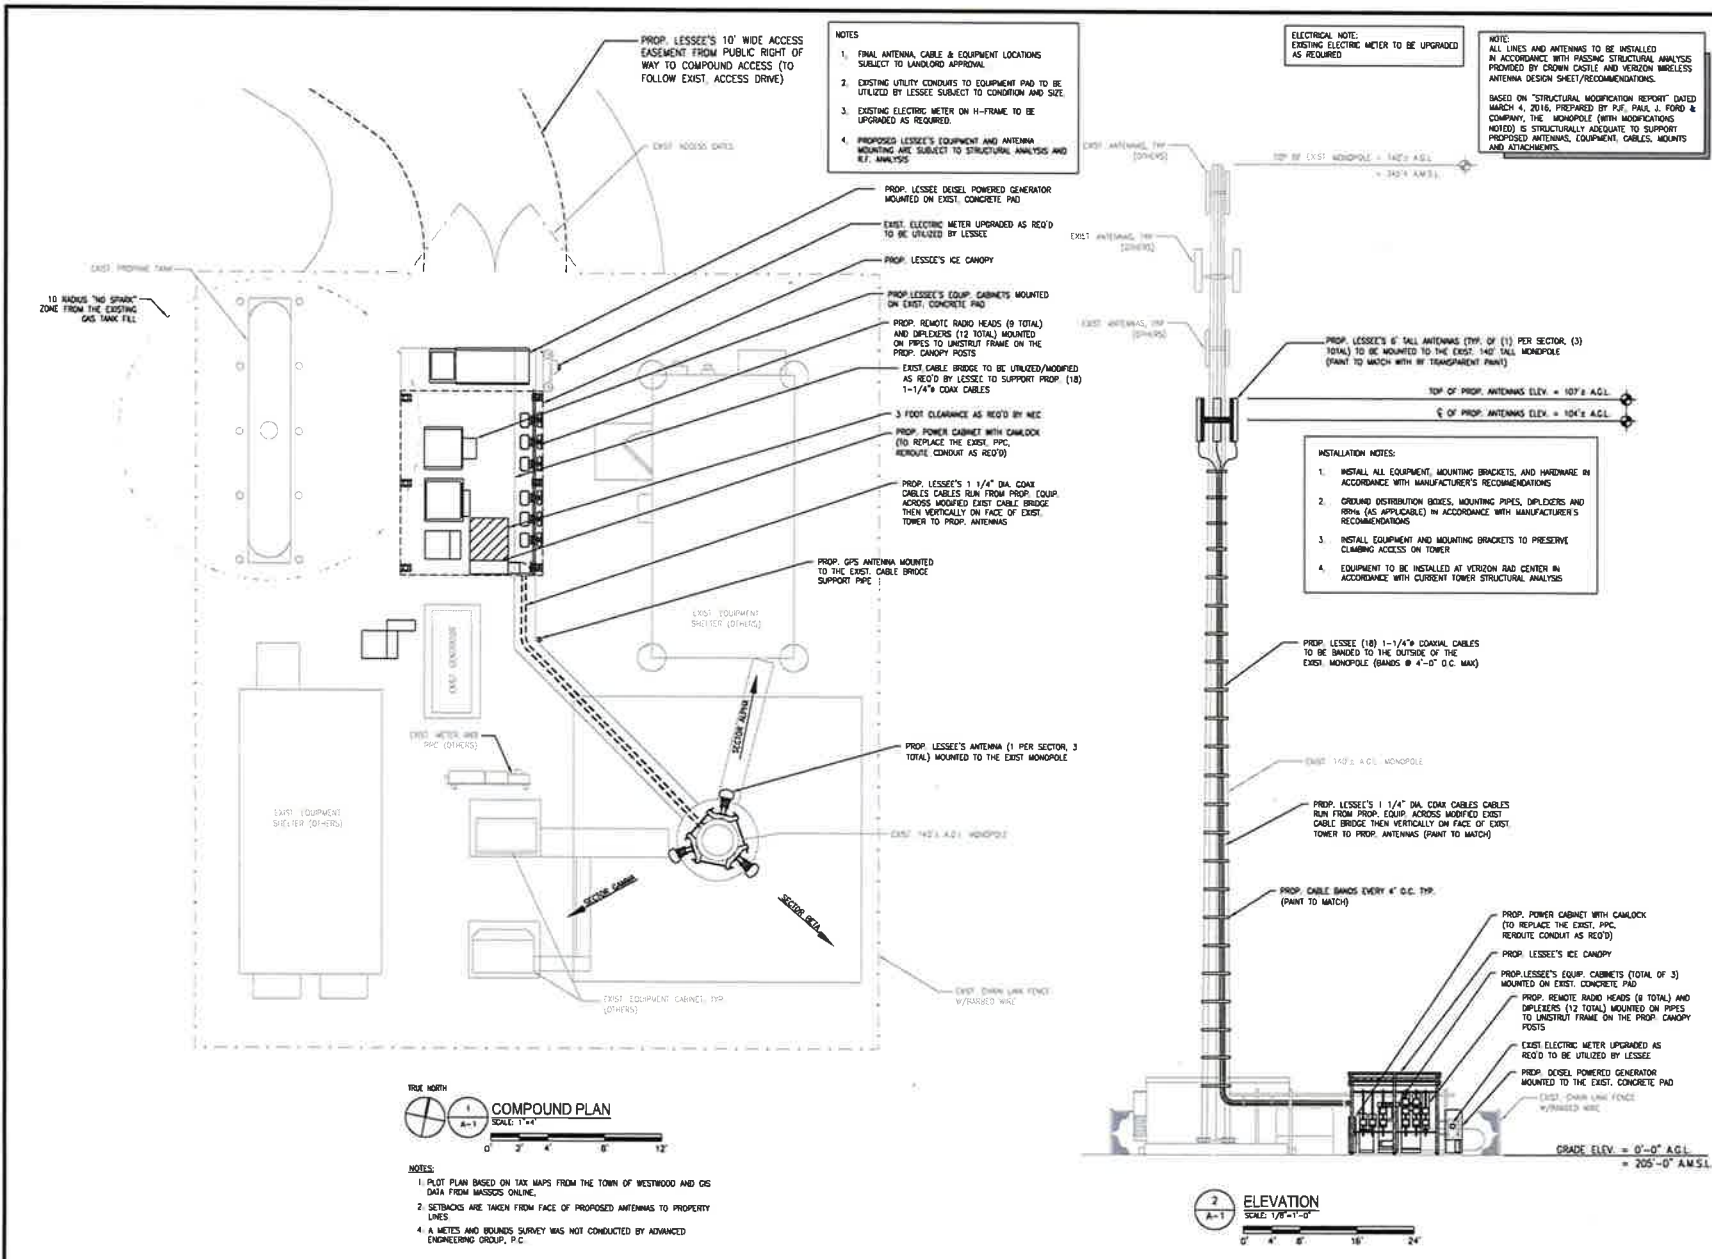 PROP. LESSEE'S 10' WIDE ACCESS
EASEMENT FROM PUBLIC RIGHT OF
WAY TO COMPOUND ACCESS (TO
FOLLOW EXIST. ACCESS DRIVE)
EXIST. ACCESS GATES
EXIST. PROPANE TANK
10 RADIUS "NO SPARK"
ZONE FROM THE EXISTING
GAS TANK FILL
NOTES
1. FINAL ANTENNA, CABLE & EQUIPMENT LOCATIONS
SUBJECT TO LANDLORD APPROVAL
2. EXISTING UTILITY CONDUITS TO EQUIPMENT PAD TO BE
UTILIZED BY LESSEE SUBJECT TO CONDITION AND SIZE.
3. EXISTING ELECTRIC METER ON H-FRAME TO BE
UPGRADED AS REQUIRED.
4. PROPOSED LESSEE'S EQUIPMENT AND ANTENNA
MOUNTING ARE SUBJECT TO STRUCTURAL ANALYSIS AND
R.F. ANALYSIS
PROP. LESSEE DEISEL POWERED GENERATOR
MOUNTED ON EXIST. CONCRETE PAD
EXIST. ELECTRIC METER UPGRADED AS REQ'D
TO BE UTILIZED BY LESSEE
PROP. LESSEE'S ICE CANOPY
PROP.LESSEE'S EQUIP. CABINETS MOUNTED
ON EXIST. CONCRETE PAD
PROP. REMOTE RADIO HEADS (9 TOTAL)
AND DIPLEXERS (12 TOTAL) MOUNTED
ON PIPES TO UNISTRUT FRAME ON THE
PROP. CANOPY POSTS
EXIST.CABLE BRIDGE TO BE UTILIZED/MODIFIED
AS REQ'D BY LESSEE TO SUPPORT PROP. (18)
1-1/4"ø COAX CABLES
3 FOOT CLEARANCE AS REQ'D BY NEC
PROP. POWER CABINET WITH CAMLOCK
(TO REPLACE THE EXIST. PPC,
REROUTE CONDUIT AS REQ'D)
PROP. LESSEE'S 1 1/4" DIA. COAX
CABLES CABLES RUN FROM PROP. EQUIP.
ACROSS MODIFIED EXIST CABLE BRIDGE
THEN VERTICALLY ON FACE OF EXIST.
TOWER TO PROP. ANTENNAS
PROP. GPS ANTENNA MOUNTED
TO THE EXIST. CABLE BRIDGE
SUPPORT PIPE
EXIST. EQUIPMENT
SHELTER (OTHERS)
EXIST. GENERATOR
EXIST. METER AND
PPC (OTHERS)
EXIST. EQUIPMENT
SHELTER (OTHERS)
SECTOR ALPHA
SECTOR GAMMA
SECTOR BETA
PROP. LESSEE'S ANTENNA (1 PER SECTOR, 3
TOTAL) MOUNTED TO THE EXIST MONOPOLE
EXIST. 140'± A.G.L. MONOPOLE
EXIST. EQUIPMENT CABINET, TYP.
(OTHERS)
EXIST. CHAIN LINK FENCE
W/BARBED WIRE
TRUE NORTH
1
A-1
COMPOUND PLAN
SCALE: 1"=4'
0' 2' 4' 8' 12'
NOTES:
1. PLOT PLAN BASED ON TAX MAPS FROM THE TOWN OF WESTWOOD AND GIS
DATA FROM MASSGIS ONLINE.
2. SETBACKS ARE TAKEN FROM FACE OF PROPOSED ANTENNAS TO PROPERTY
LINES
4. A METES AND BOUNDS SURVEY WAS NOT CONDUCTED BY ADVANCED
ENGINEERING GROUP, P.C
ELECTRICAL NOTE:
EXISTING ELECTRIC METER TO BE UPGRADED
AS REQUIRED
NOTE:
ALL LINES AND ANTENNAS TO BE INSTALLED
IN ACCORDANCE WITH PASSING STRUCTURAL ANALYSIS
PROVIDED BY CROWN CASTLE AND VERIZON WIRELESS
ANTENNA DESIGN SHEET/RECOMMENDATIONS.
BASED ON "STRUCTURAL MODIFICATION REPORT" DATED
MARCH 4, 2016, PREPARED BY PJF, PAUL J. FORD &
COMPANY, THE MONOPOLE (WITH MODIFICATIONS
NOTED) IS STRUCTURALLY ADEQUATE TO SUPPORT
PROPOSED ANTENNAS, EQUIPMENT, CABLES, MOUNTS
AND ATTACHMENTS.
EXIST. ANTENNAS, TYP
(OTHERS)
TOP OF EXIST. MONOPOLE = 140'± A.G.L.
= 345'± A.M.S.L.
EXIST ANTENNAS, TYP
(OTHERS)
EXIST. ANTENNAS, TYP
(OTHERS)
PROP. LESSEE'S 6' TALL ANTENNAS (TYP. OF (1) PER SECTOR, (3)
TOTAL) TO BE MOUNTED TO THE EXIST. 140' TALL MONOPOLE
(PAINT TO MATCH WITH RF TRANSPARENT PAINT)
TOP OF PROP. ANTENNAS ELEV. = 107'± A.G.L.
℄ OF PROP. ANTENNAS ELEV. = 104'± A.G.L.
INSTALLATION NOTES:
1. INSTALL ALL EQUIPMENT, MOUNTING BRACKETS, AND HARDWARE IN
ACCORDANCE WITH MANUFACTURER'S RECOMMENDATIONS
2. GROUND DISTRIBUTION BOXES, MOUNTING PIPES, DIPLEXERS AND
RRHs (AS APPLICABLE) IN ACCORDANCE WITH MANUFACTURER'S
RECOMMENDATIONS
3. INSTALL EQUIPMENT AND MOUNTING BRACKETS TO PRESERVE
CLIMBING ACCESS ON TOWER
4. EQUIPMENT TO BE INSTALLED AT VERIZON RAD CENTER IN
ACCORDANCE WITH CURRENT TOWER STRUCTURAL ANALYSIS
PROP. LESSEE (18) 1-1/4"ø COAXIAL CABLES
TO BE BANDED TO THE OUTSIDE OF THE
EXIST. MONOPOLE (BANDS @ 4'-0" O.C. MAX)
EXIST. 140'± A.G.L. MONOPOLE
PROP. LESSEE'S 1 1/4" DIA. COAX CABLES CABLES
RUN FROM PROP. EQUIP. ACROSS MODIFIED EXIST
CABLE BRIDGE THEN VERTICALLY ON FACE OF EXIST.
TOWER TO PROP. ANTENNAS (PAINT TO MATCH)
PROP. CABLE BANDS EVERY 4' O.C. TYP.
(PAINT TO MATCH)
PROP. POWER CABINET WITH CAMLOCK
(TO REPLACE THE EXIST. PPC,
REROUTE CONDUIT AS REQ'D)
PROP. LESSEE'S ICE CANOPY
PROP.LESSEE'S EQUIP. CABINETS (TOTAL OF 3)
MOUNTED ON EXIST. CONCRETE PAD
PROP. REMOTE RADIO HEADS (9 TOTAL) AND
DIPLEXERS (12 TOTAL) MOUNTED ON PIPES
TO UNISTRUT FRAME ON THE PROP. CANOPY
POSTS
EXIST.ELECTRIC METER UPGRADED AS
REQ'D TO BE UTILIZED BY LESSEE
PROP. DEISEL POWERED GENERATOR
MOUNTED TO THE EXIST. CONCRETE PAD
EXIST. CHAIN LINK FENCE
W/BARBED WIRE
GRADE ELEV. = 0'-0" A.G.L.
= 205'-0" A.M.S.L.
2
A-1
ELEVATION
SCALE: 1/8"=1'-0"
0' 4' 8' 16' 24'